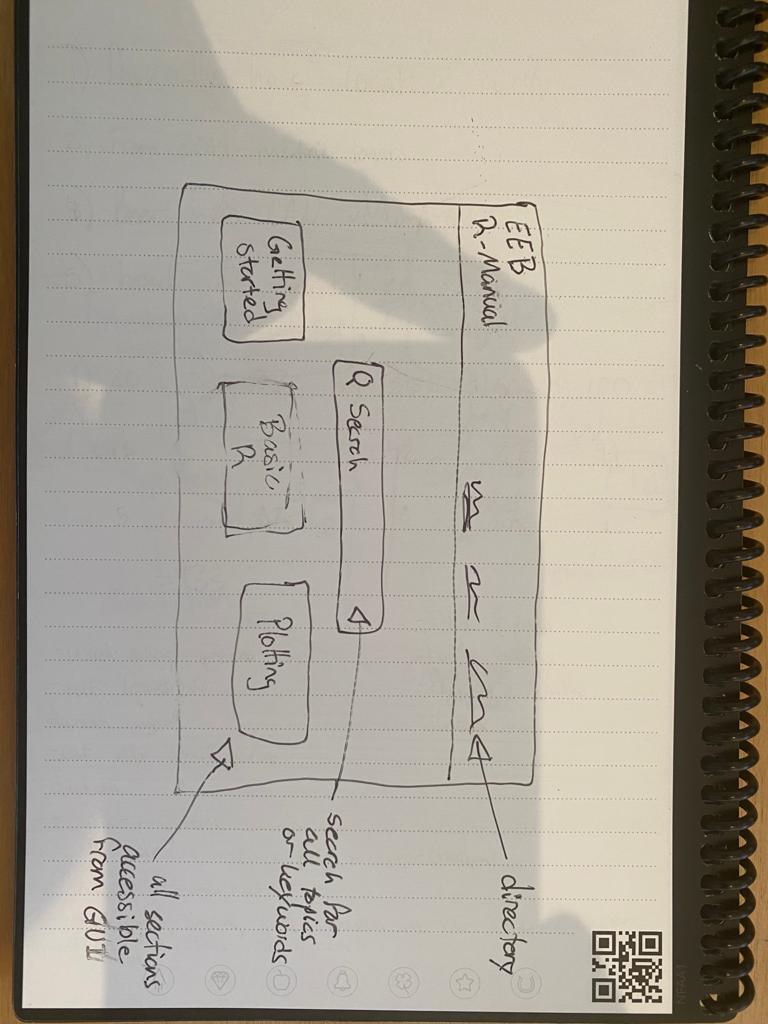 EEB
R-Manual
Search
Getting
started
Basic
R
Plotting
directory
search for
all topics
or keywords
all sections
accessible
from GUI